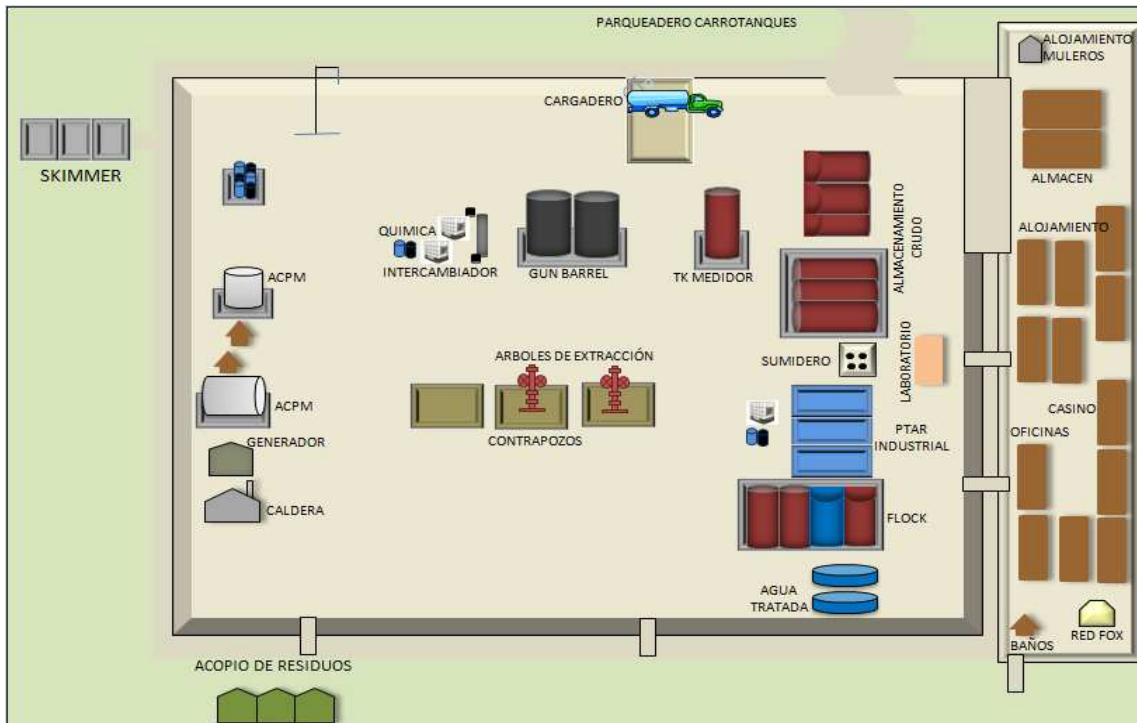 PARQUEADERO CARROTANQUES
ALOJAMIENTO
MULEROS
CARGADERO
SKIMMER
ALMACEN
QUIMICA
INTERCAMBIADOR
GUN BARREL
TK MEDIDOR
ALMACENAMIENTO
CRUDO
ALOJAMIENTO
ACPM
ARBOLES DE EXTRACCIÓN
SUMIDERO
LABORATORIO
ACPM
CASINO
GENERADOR
CONTRAPOZOS
PTAR
INDUSTRIAL
OFICINAS
CALDERA
FLOCK
AGUA
TRATADA
RED FOX
BAÑOS
ACOPIO DE RESIDUOS